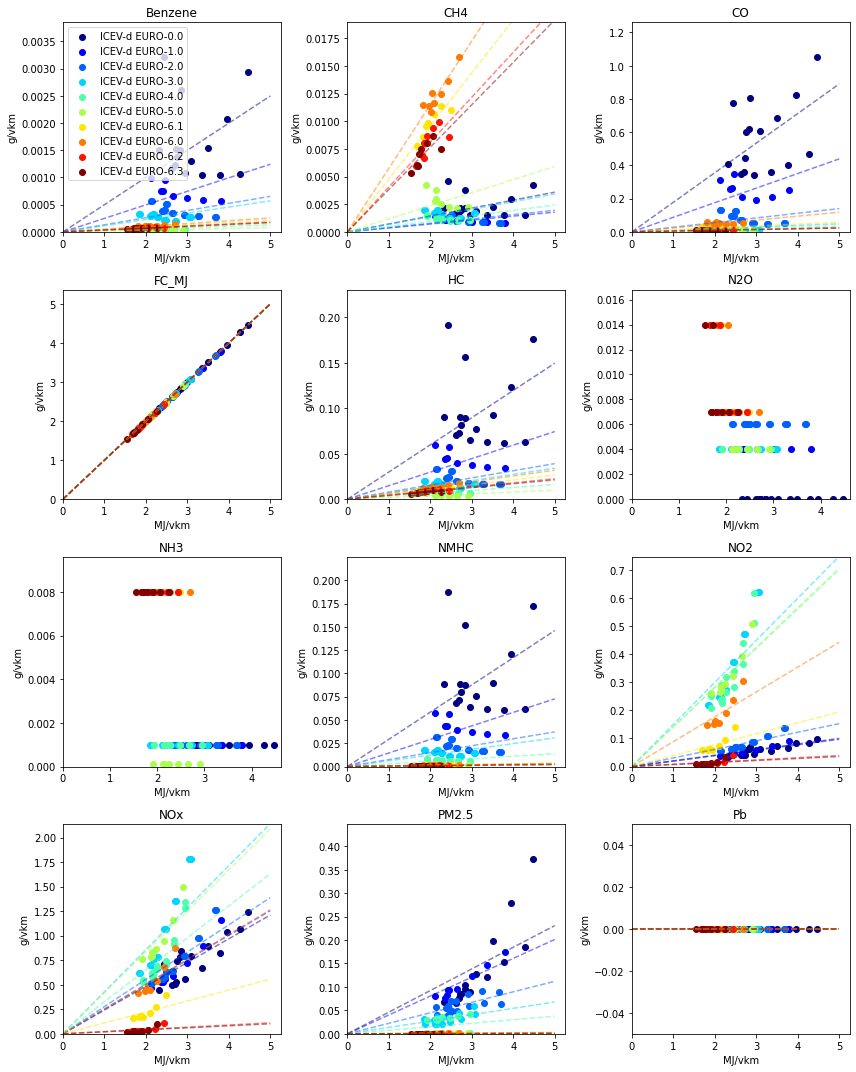 Benzene
0.0035
0.0030
0.0025
0.0020
0.0015
0.0010
0.0005
0.0000
g/vkm
ICEV-d EURO-0.0
ICEV-d EURO-1.0
ICEV-d EURO-2.0
ICEV-d EURO-3.0
ICEV-d EURO-4.0
ICEV-d EURO-5.0
ICEV-d EURO-6.1
ICEV-d EURO-6.0
ICEV-d EURO-6.2
ICEV-d EURO-6.3
0 1 2 3 4 5
MJ/vkm
CH4
0.0175
0.0150
0.0125
0.0100
0.0075
0.0050
0.0025
0.0000
g/vkm
0 1 2 3 4 5
MJ/vkm
CO
1.2
1.0
0.8
0.6
0.4
0.2
0.0
g/vkm
0 1 2 3 4 5
MJ/vkm
FC_MJ
5
4
3
2
1
0
g/vkm
0 1 2 3 4 5
MJ/vkm
HC
0.20
0.15
0.10
0.05
0.00
g/vkm
0 1 2 3 4 5
MJ/vkm
N2O
0.016
0.014
0.012
0.010
0.008
0.006
0.004
0.002
0.000
g/vkm
0 1 2 3 4
MJ/vkm
NH3
0.008
0.006
0.004
0.002
0.000
g/vkm
0 1 2 3 4
MJ/vkm
NMHC
0.200
0.175
0.150
0.125
0.100
0.075
0.050
0.025
0.000
g/vkm
0 1 2 3 4 5
MJ/vkm
NO2
0.7
0.6
0.5
0.4
0.3
0.2
0.1
0.0
g/vkm
0 1 2 3 4 5
MJ/vkm
NOx
2.00
1.75
1.50
1.25
1.00
0.75
0.50
0.25
0.00
g/vkm
0 1 2 3 4 5
MJ/vkm
PM2.5
0.40
0.35
0.30
0.25
0.20
0.15
0.10
0.05
0.00
g/vkm
0 1 2 3 4 5
MJ/vkm
Pb
0.04
0.02
0.00
−0.02
−0.04
g/vkm
0 1 2 3 4 5
MJ/vkm